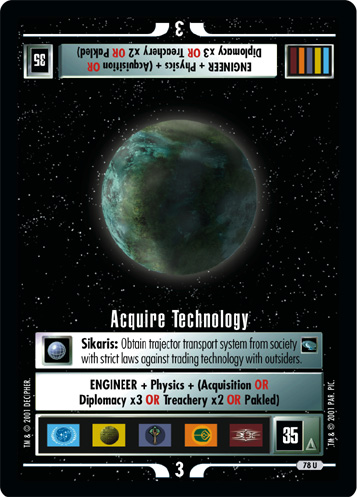 3
ENGINEER + Physics + (Acquisition OR
Diplomacy x3 OR Treachery x2 OR Pakled)
35
Acquire Technology
Sikaris: Obtain trajector transport system from society
with strict laws against trading technology with outsiders.
ENGINEER + Physics + (Acquisition OR
Diplomacy x3 OR Treachery x2 OR Pakled)
35
TM & © 2001 DECIPHER.
TM & © 2001 PAR. PIC.
3
78 U